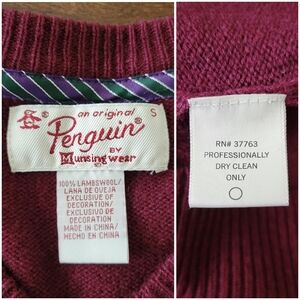 an original
Penguin®
BY
Munsingwear
S
100% LAMBSWOOL/
LANA DE OVEJA
EXCLUSIVE OF
DECORATION/
EXCLUSIVO DE
DECORATION
MADE IN CHINA/
HECHO EN CHINA
RN# 37763
PROFESSIONALLY
DRY CLEAN
ONLY